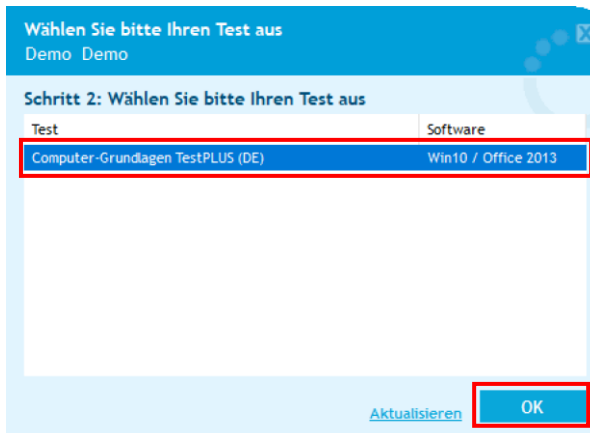 Wählen Sie bitte Ihren Test aus
Demo Demo
Schritt 2: Wählen Sie bitte Ihren Test aus
Test Software
Computer-Grundlagen TestPLUS (DE) Win10 / Office 2013
Aktualisieren OK